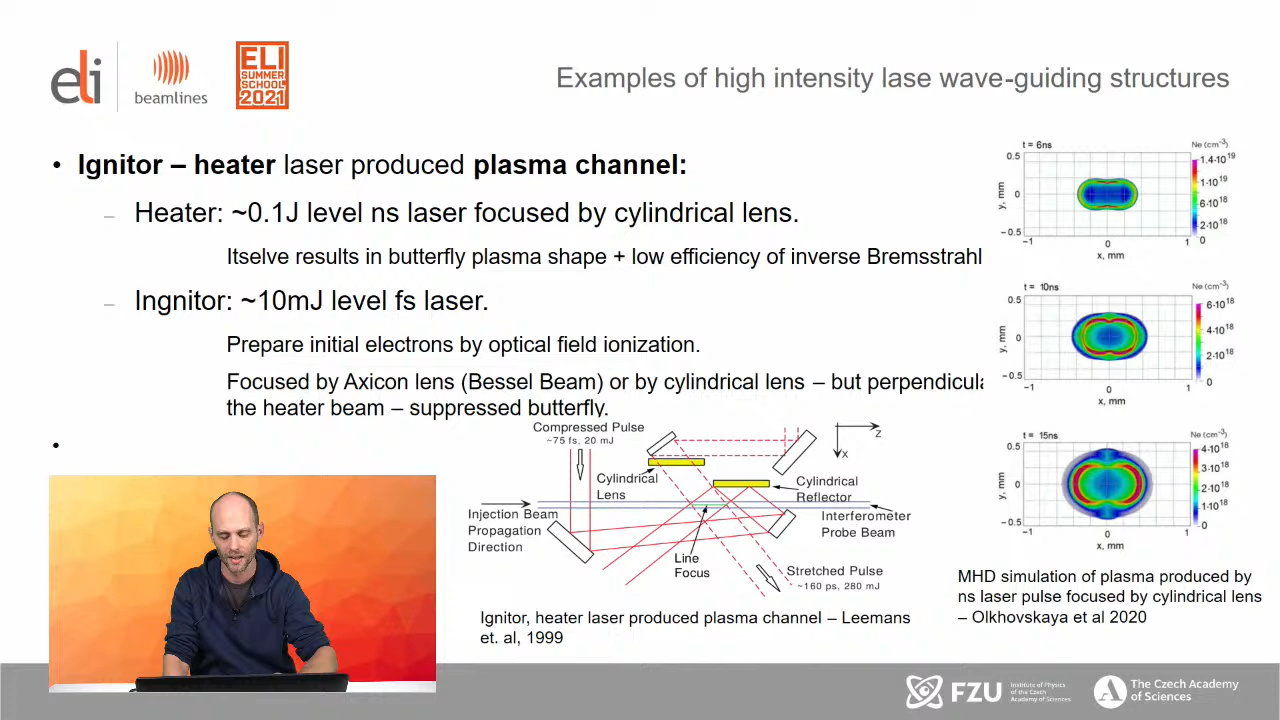 eli
beamlines
ELI
SUMMER
SCHOOL
2021
Examples of high intensity lase wave-guiding structures
• Ignitor – heater laser produced plasma channel:
– Heater: ~0.1J level ns laser focused by cylindrical lens.
Itselve results in butterfly plasma shape + low efficiency of inverse Bremsstrahl
– Ingnitor: ~10mJ level fs laser.
Prepare initial electrons by optical field ionization.
Focused by Axicon lens (Bessel Beam) or by cylindrical lens – but perpendicula
the heater beam – suppressed butterfly.
•
Compressed Pulse
~75 fs, 20 mJ
Z
X
Cylindrical
Lens
Cylindrical
Reflector
Injection Beam
Propagation
Direction
Interferometer
Probe Beam
Line
Focus
Stretched Pulse
~160 ps, 280 mJ
Ignitor, heater laser produced plasma channel – Leemans
et. al, 1999
t = 6ns
Ne (cm⁻³)
0.5
0
-0.5
y, mm
-1
0
1
x, mm
1.4·10¹⁹
1·10¹⁹
6·10¹⁸
2·10¹⁸
0
t = 10ns
Ne (cm⁻³)
0.5
0
-0.5
y, mm
-1
0
1
x, mm
6·10¹⁸
4·10¹⁸
2·10¹⁸
0
t = 15ns
Ne (cm⁻³)
0.5
0
-0.5
y, mm
-1
0
1
x, mm
4·10¹⁸
3·10¹⁸
2·10¹⁸
1·10¹⁸
0
MHD simulation of plasma produced by
ns laser pulse focused by cylindrical lens
– Olkhovskaya et al 2020
FZU
Institute of Physics
of the Czech
Academy of Sciences
The Czech Academy
of Sciences